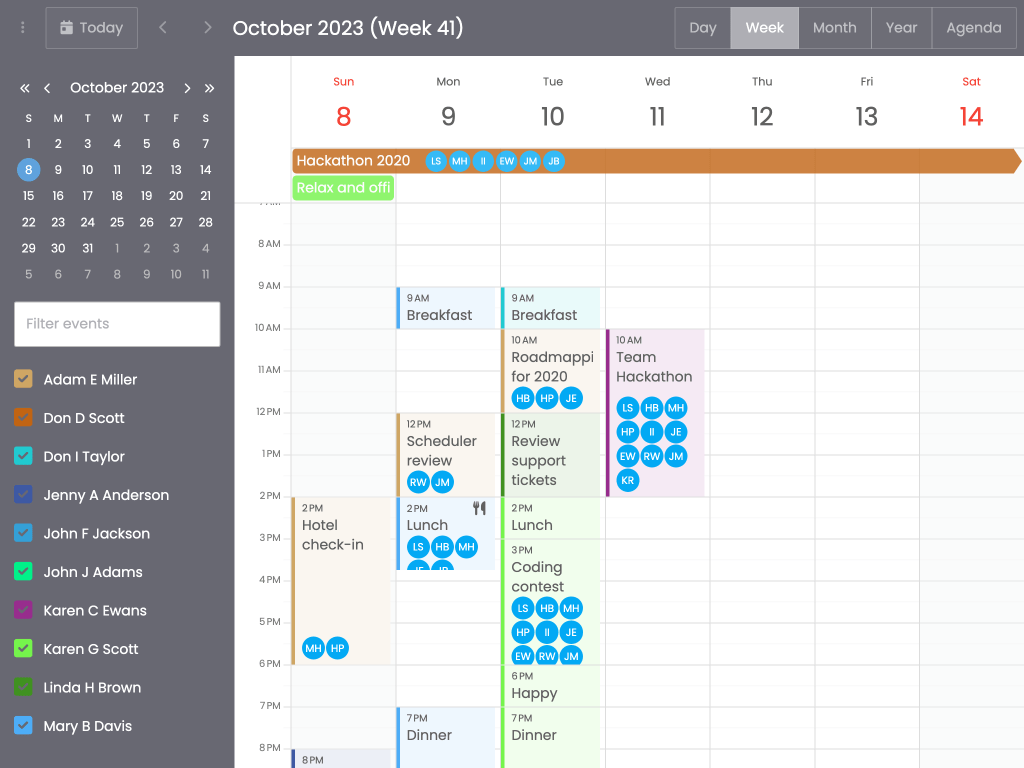 Today
October 2023 (Week 41)
Day
Week
Month
Year
Agenda
October 2023
S M T W T F S
1 2 3 4 5 6 7
8 9 10 11 12 13 14
15 16 17 18 19 20 21
22 23 24 25 26 27 28
29 30 31 1 2 3 4
5 6 7 8 9 10 11
Filter events
Adam E Miller
Don D Scott
Don I Taylor
Jenny A Anderson
John F Jackson
John J Adams
Karen C Ewans
Karen G Scott
Linda H Brown
Mary B Davis
Sun Mon Tue Wed Thu Fri Sat
8 9 10 11 12 13 14
Hackathon 2020 LS MH II EW JM JB
Relax and offi
8 AM
9 AM
10 AM
11 AM
12 PM
1 PM
2 PM
3 PM
4 PM
5 PM
6 PM
7 PM
8 PM
2 PM
Hotel
check-in
MH HP
8 PM
9 AM
Breakfast
12 PM
Scheduler
review
RW JM
2 PM
Lunch
LS HB MH
7 PM
Dinner
9 AM
Breakfast
10 AM
Roadmappi
for 2020
HB HP JE
12 PM
Review
support
tickets
2 PM
Lunch
3 PM
Coding
contest
LS HB MH
HP II JE
EW RW JM
6 PM
Happy
7 PM
Dinner
10 AM
Team
Hackathon
LS HB MH
HP II JE
EW RW JM
KR